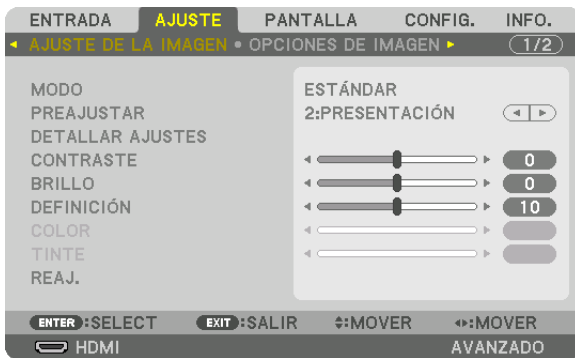 ENTRADA AJUSTE PANTALLA CONFIG. INFO.
AJUSTE DE LA IMAGEN • OPCIONES DE IMAGEN 1/2
MODO ESTÁNDAR
PREAJUSTAR 2:PRESENTACIÓN
DETALLAR AJUSTES
CONTRASTE 0
BRILLO 0
DEFINICIÓN 10
COLOR
TINTE
REAJ.
ENTER :SELECT EXIT :SALIR :MOVER :MOVER
HDMI AVANZADO